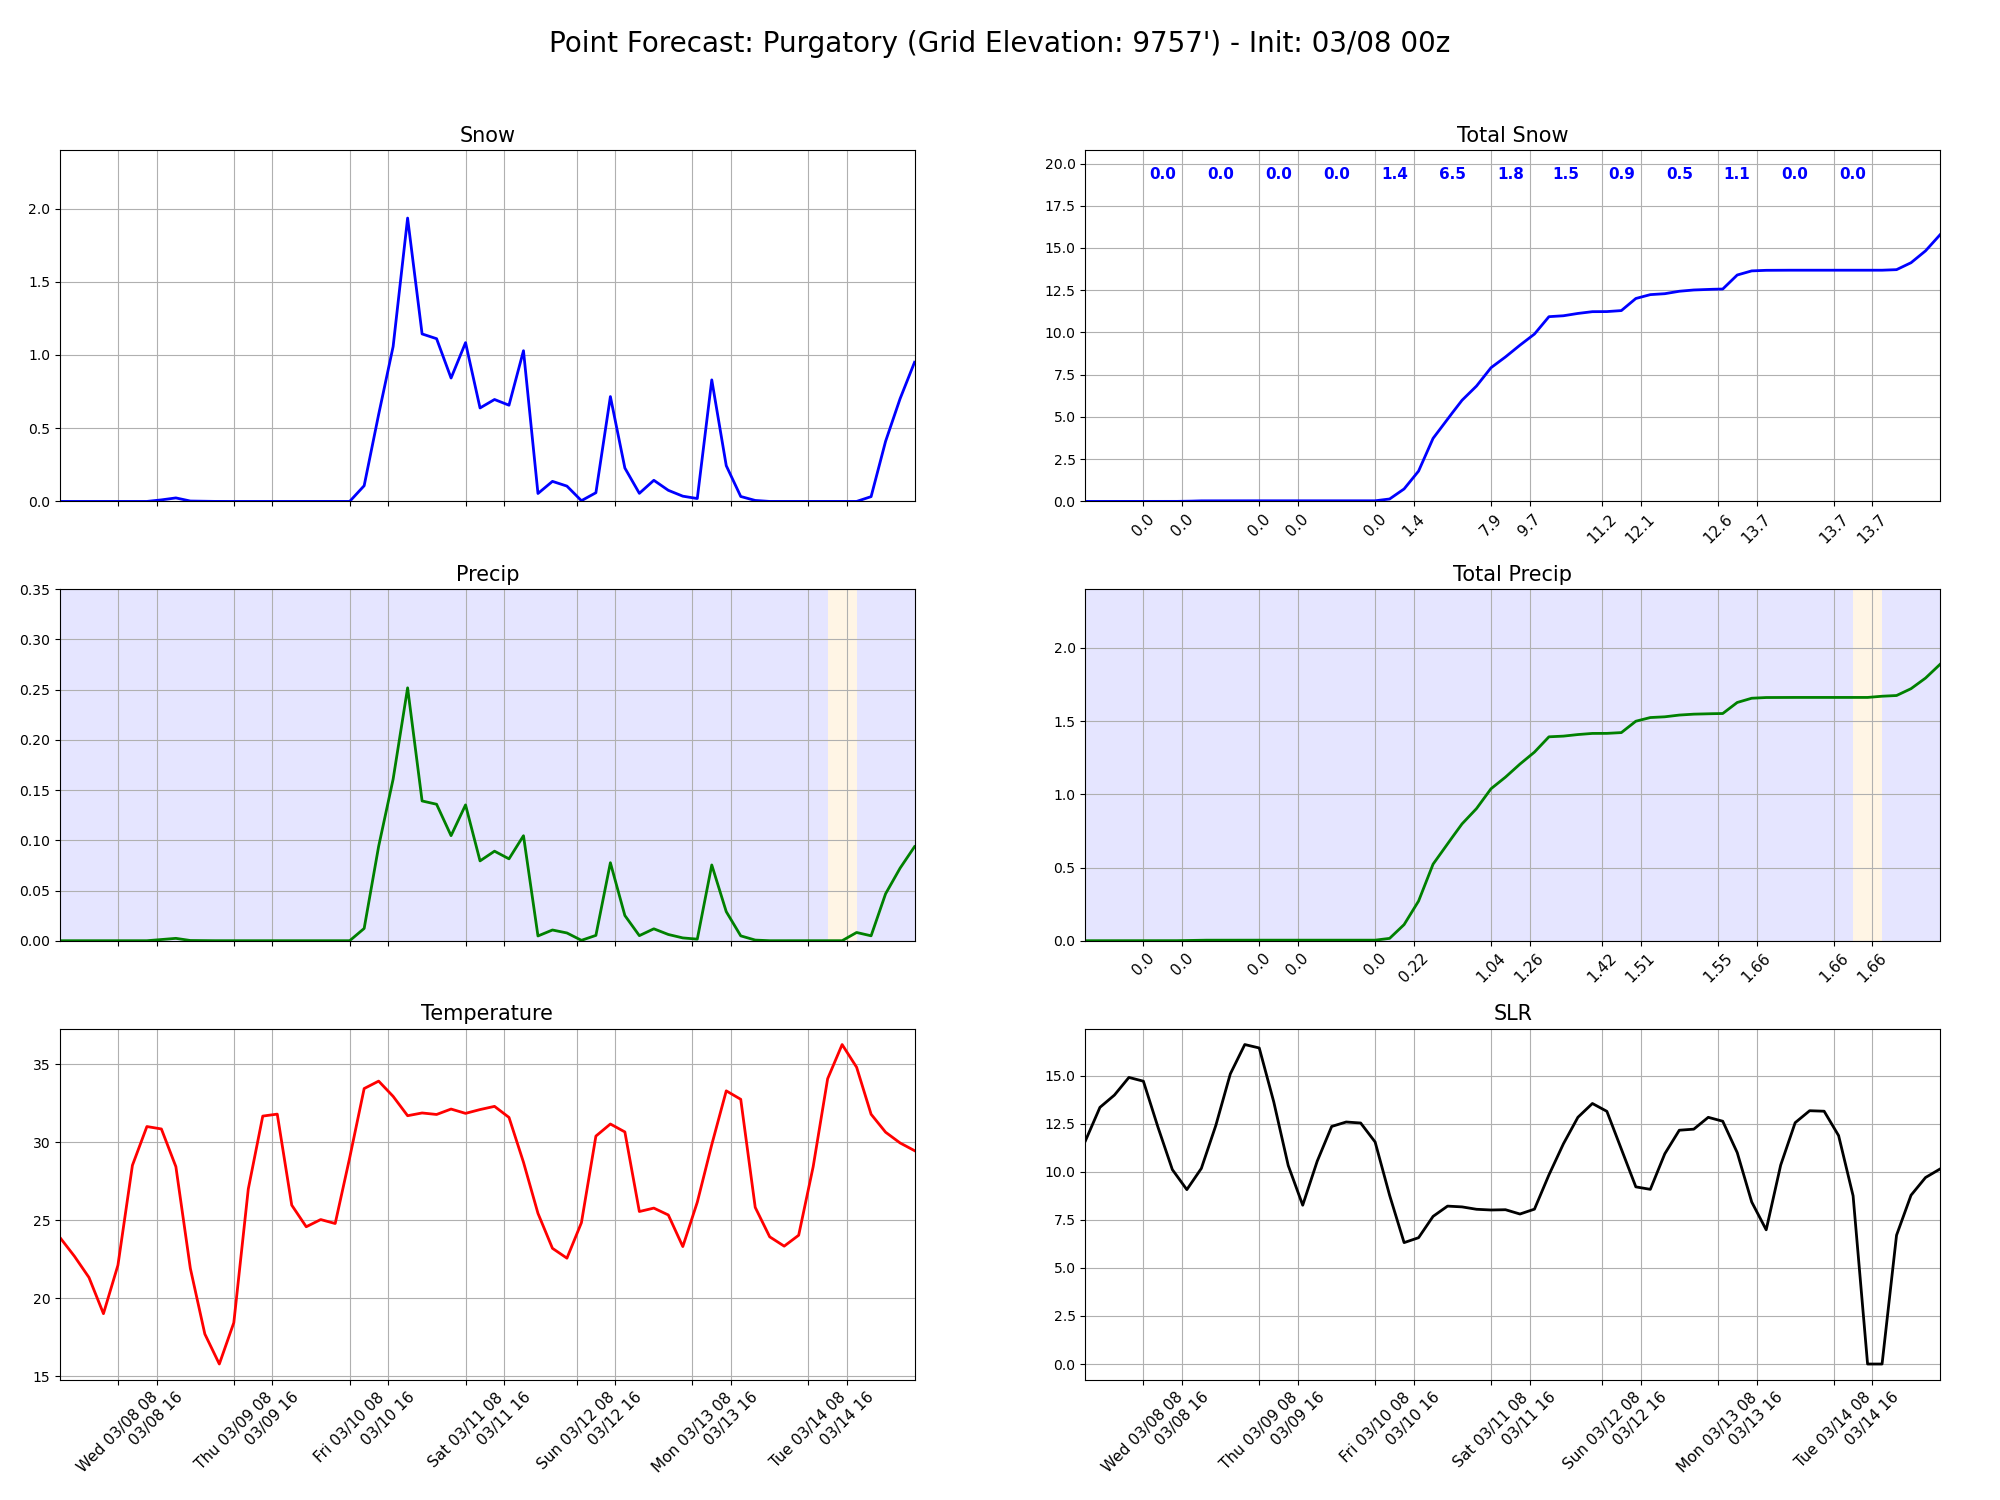 Point Forecast: Purgatory (Grid Elevation: 9757') - Init: 03/08 00z
Snow
2.0
1.5
1.0
0.5
0.0
Total Snow
20.0
17.5
15.0
12.5
10.0
7.5
5.0
2.5
0.0
0.0 0.0 0.0 0.0 1.4 6.5 1.8 1.5 0.9 0.5 1.1 0.0 0.0
0.0 0.0 0.0 0.0 0.0 1.4 7.9 9.7 11.2 12.1 12.6 13.7 13.7 13.7
Precip
0.35
0.30
0.25
0.20
0.15
0.10
0.05
0.00
Total Precip
2.0
1.5
1.0
0.5
0.0
0.0 0.0 0.0 0.0 0.0 0.22 1.04 1.26 1.42 1.51 1.55 1.66 1.66 1.66
Temperature
35
30
25
20
15
Wed 03/08 08
03/08 16
Thu 03/09 08
03/09 16
Fri 03/10 08
03/10 16
Sat 03/11 08
03/11 16
Sun 03/12 08
03/12 16
Mon 03/13 08
03/13 16
Tue 03/14 08
03/14 16
SLR
15.0
12.5
10.0
7.5
5.0
2.5
0.0
Wed 03/08 08
03/08 16
Thu 03/09 08
03/09 16
Fri 03/10 08
03/10 16
Sat 03/11 08
03/11 16
Sun 03/12 08
03/12 16
Mon 03/13 08
03/13 16
Tue 03/14 08
03/14 16